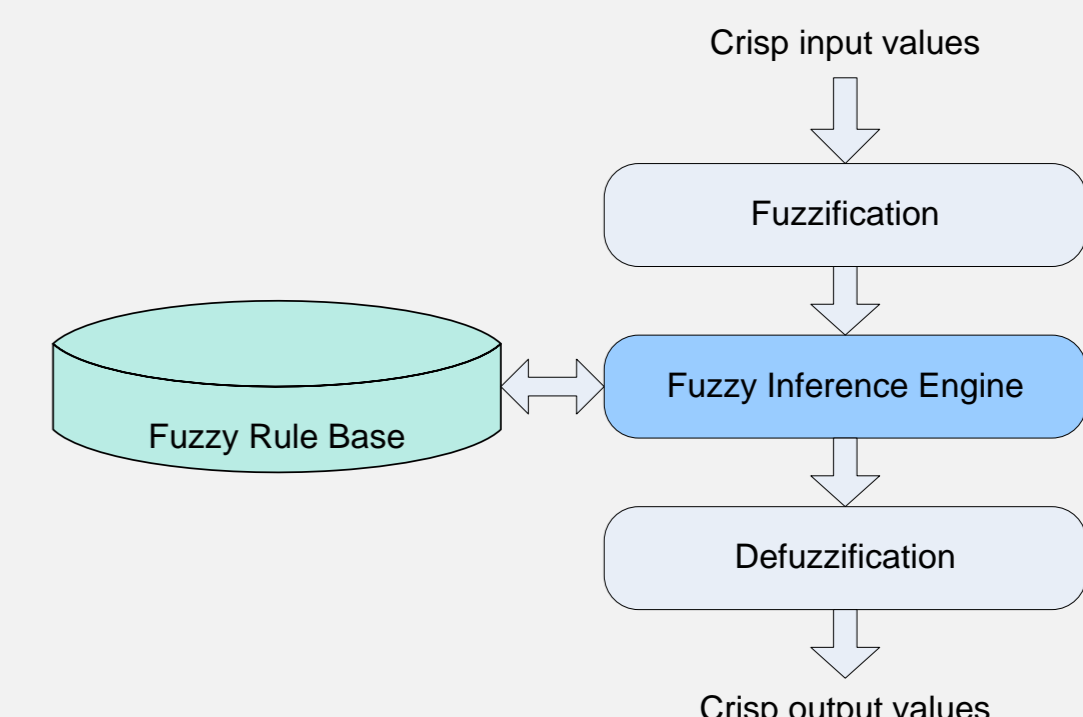 Crisp input values
Fuzzification
Fuzzy Inference Engine
Fuzzy Rule Base
Defuzzification
Crisp output values